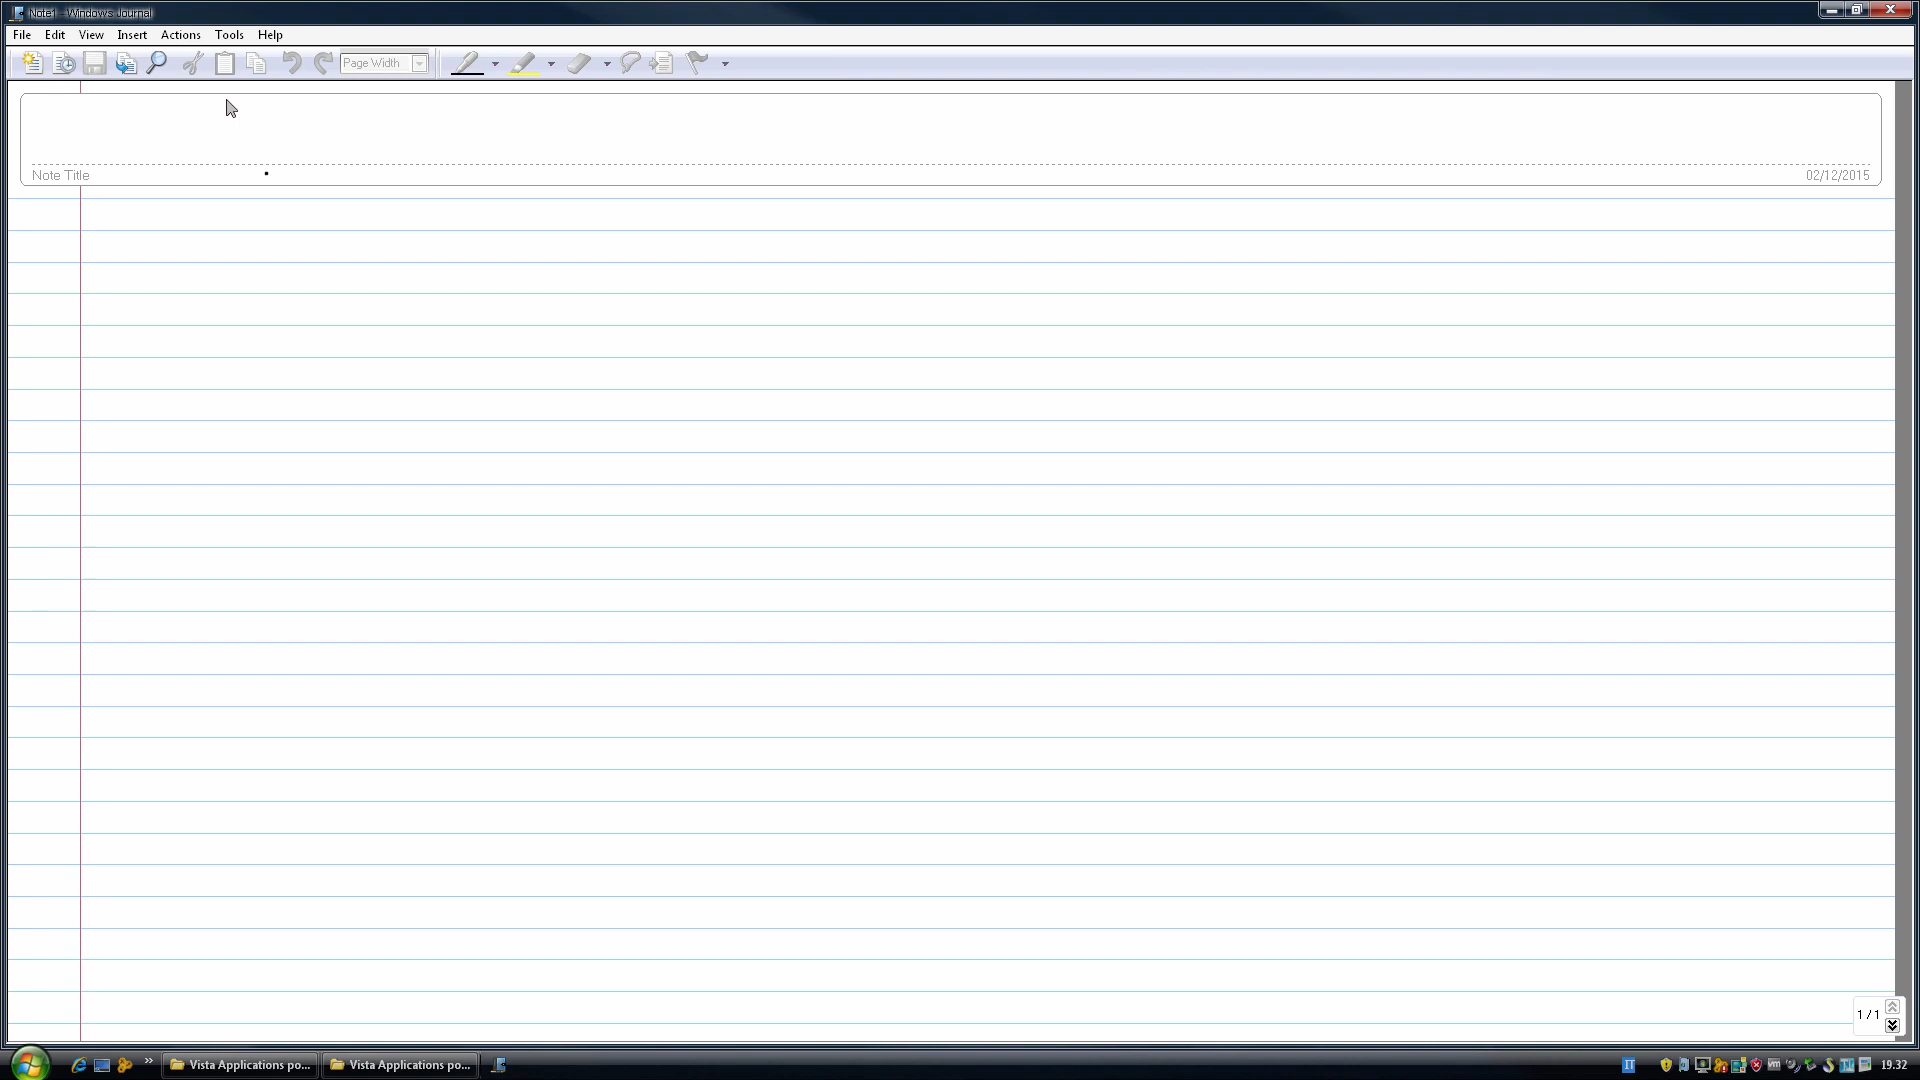 Note1 - Windows Journal
File Edit View Insert Actions Tools Help
Page Width
Note Title 02/12/2015
1 / 1
Vista Applications po... Vista Applications po... IT 19.32